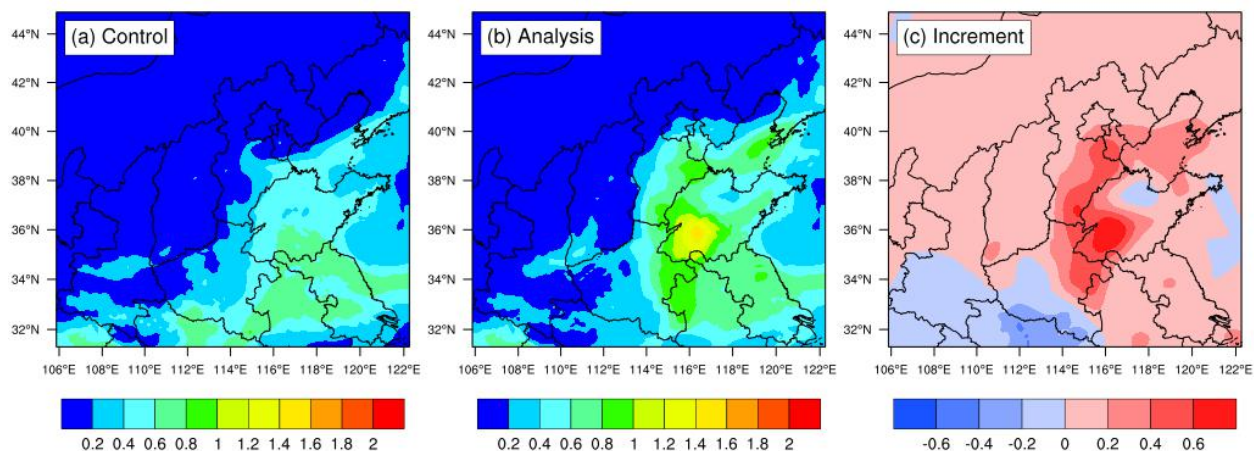 (a) Control
(b) Analysis
(c) Increment
44°N
42°N
40°N
38°N
36°N
34°N
32°N
106°E 108°E 110°E 112°E 114°E 116°E 118°E 120°E 122°E
44°N
42°N
40°N
38°N
36°N
34°N
32°N
106°E 108°E 110°E 112°E 114°E 116°E 118°E 120°E 122°E
44°N
42°N
40°N
38°N
36°N
34°N
32°N
106°E 108°E 110°E 112°E 114°E 116°E 118°E 120°E 122°E
0.2 0.4 0.6 0.8 1 1.2 1.4 1.6 1.8 2
0.2 0.4 0.6 0.8 1 1.2 1.4 1.6 1.8 2
-0.6 -0.4 -0.2 0 0.2 0.4 0.6